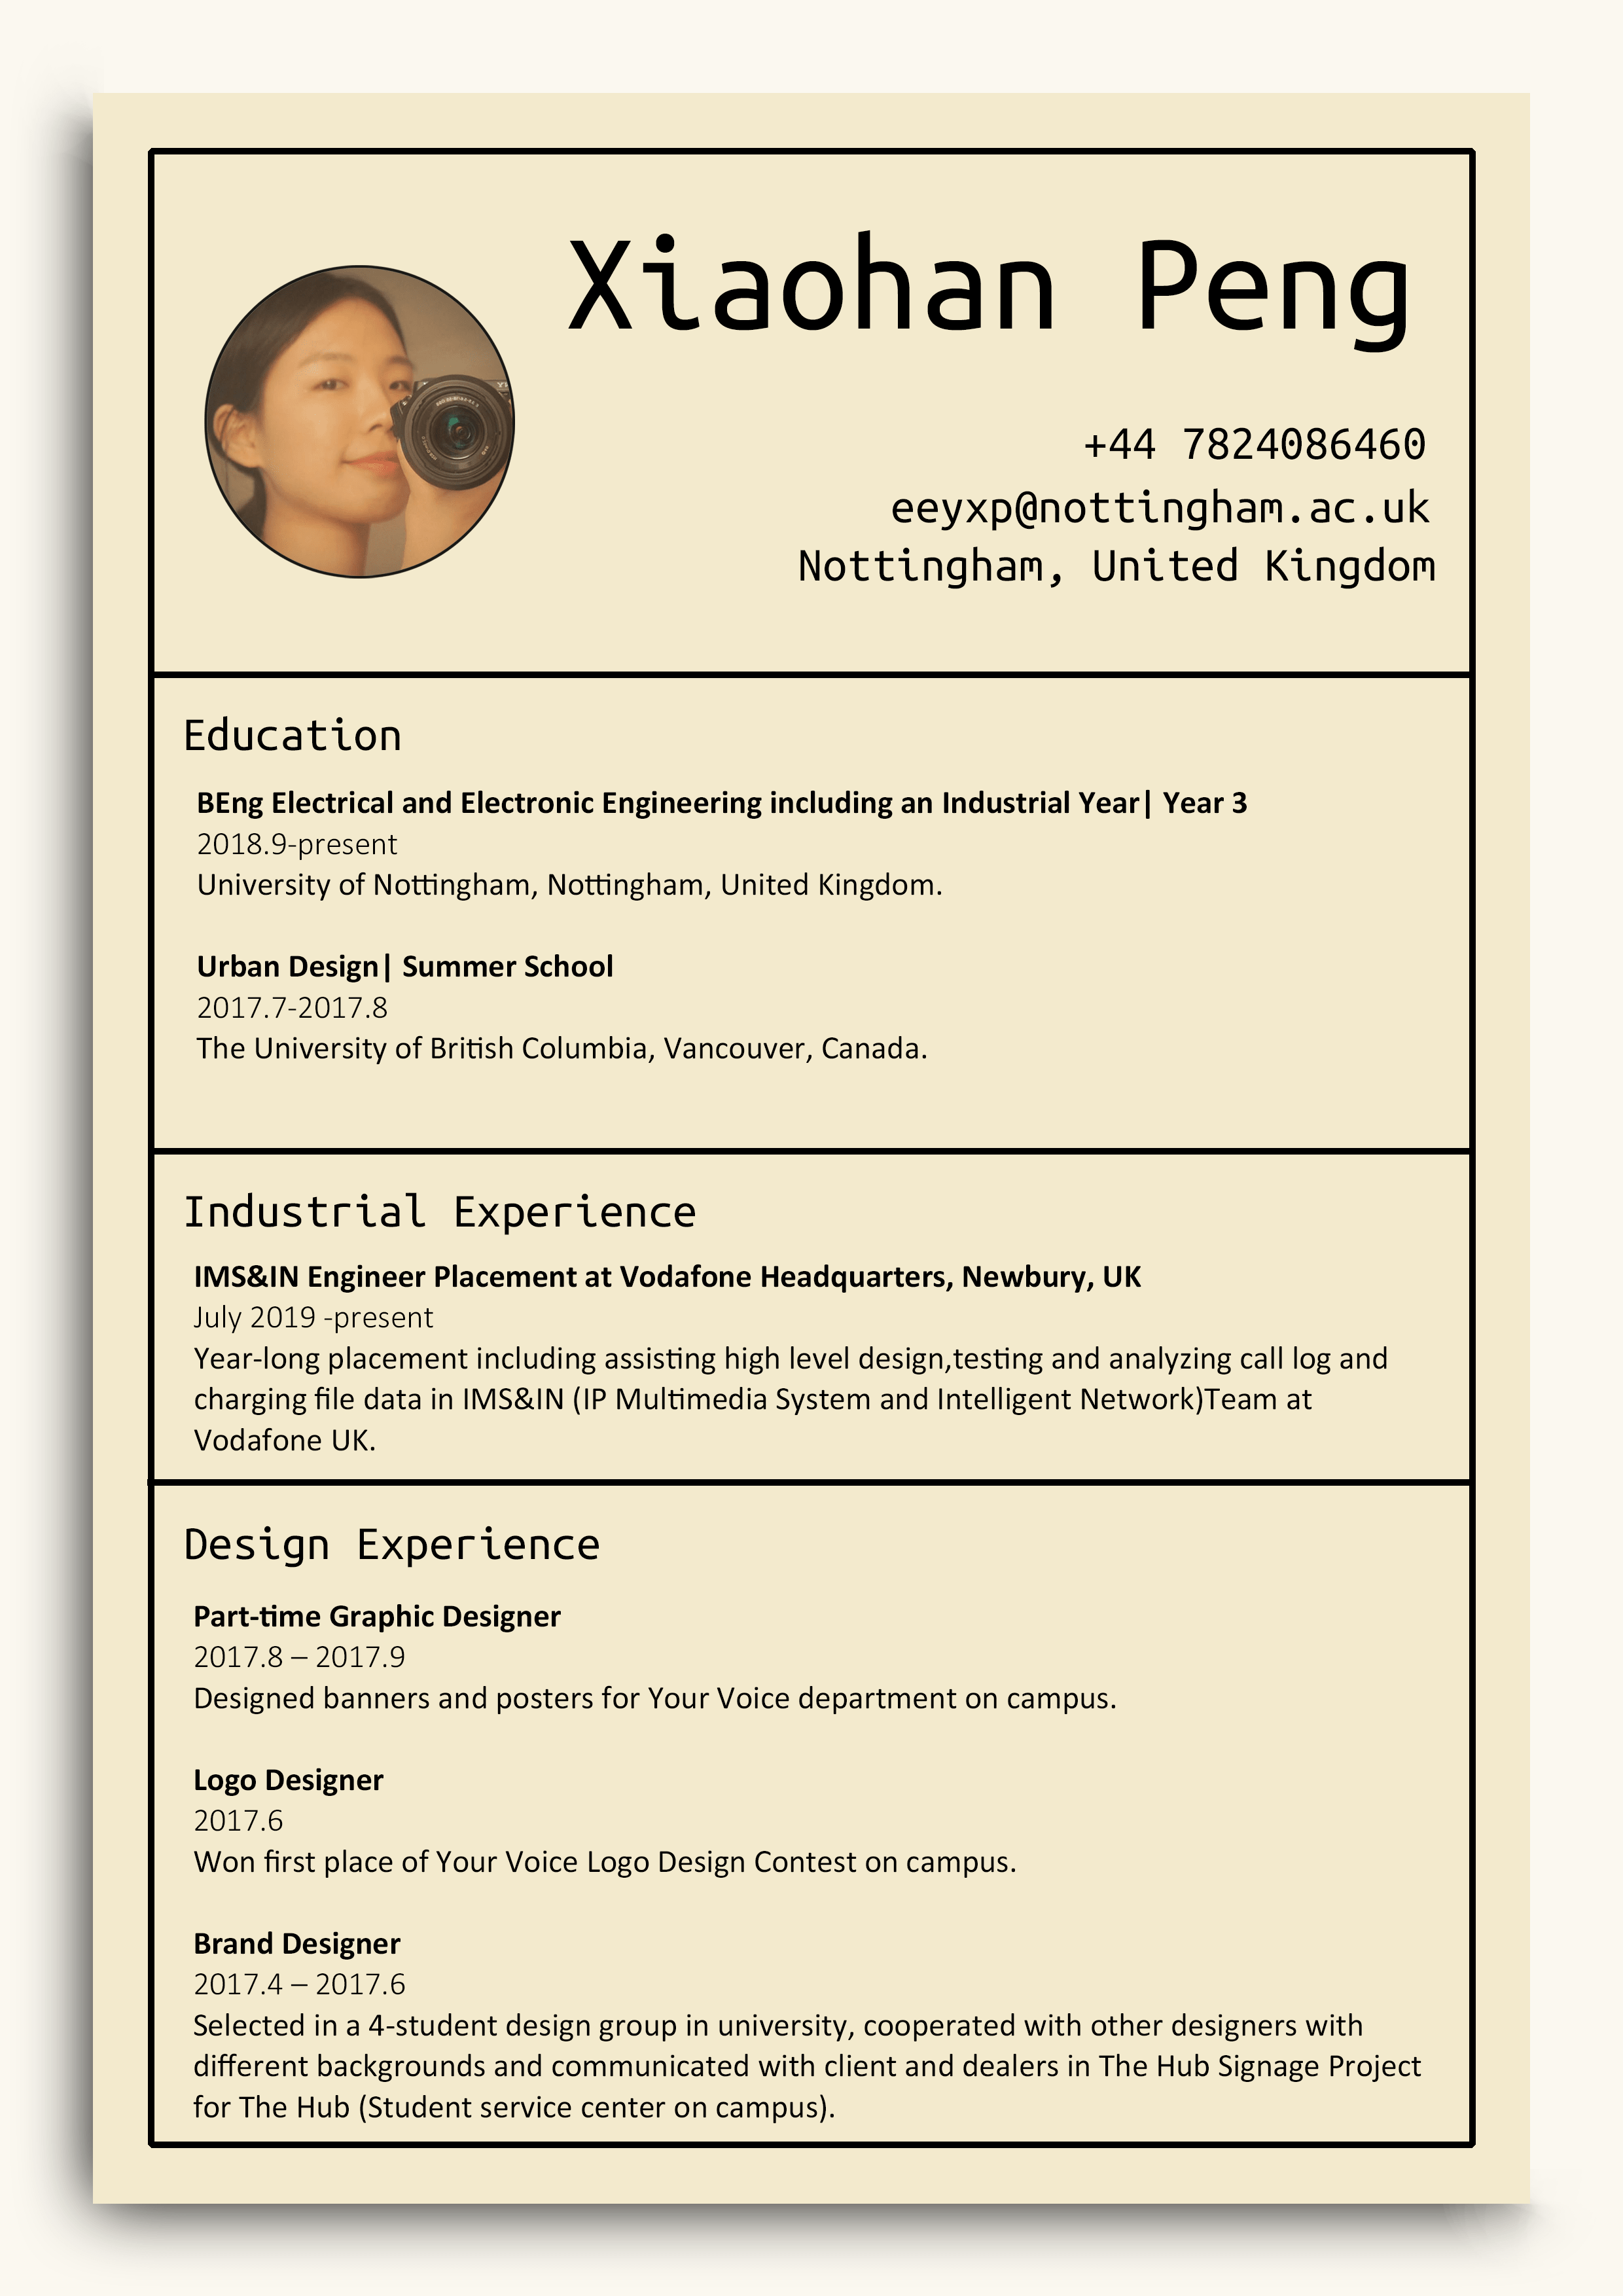 Xiaohan Peng
+44 7824086460
eeyxp@nottingham.ac.uk
Nottingham, United Kingdom
Education
BEng Electrical and Electronic Engineering including an Industrial Year| Year 3
2018.9-present
University of Nottingham, Nottingham, United Kingdom.
Urban Design| Summer School
2017.7-2017.8
The University of British Columbia, Vancouver, Canada.
Industrial Experience
IMS&IN Engineer Placement at Vodafone Headquarters, Newbury, UK
July 2019 -present
Year-long placement including assisting high level design,testing and analyzing call log and
charging file data in IMS&IN (IP Multimedia System and Intelligent Network)Team at
Vodafone UK.
Design Experience
Part-time Graphic Designer
2017.8 – 2017.9
Designed banners and posters for Your Voice department on campus.
Logo Designer
2017.6
Won first place of Your Voice Logo Design Contest on campus.
Brand Designer
2017.4 – 2017.6
Selected in a 4-student design group in university, cooperated with other designers with
different backgrounds and communicated with client and dealers in The Hub Signage Project
for The Hub (Student service center on campus).